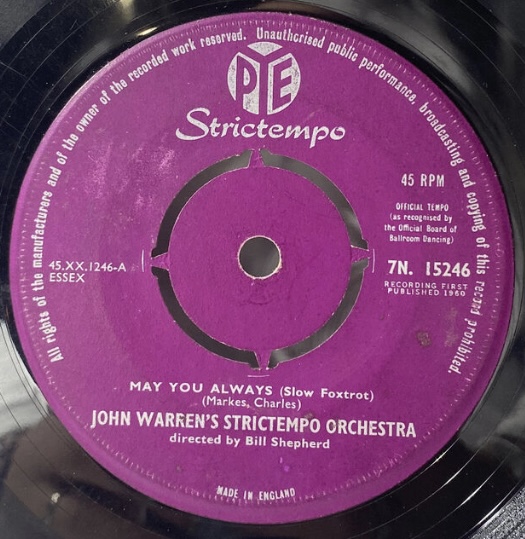 All rights of the manufacturers and of the owner of the recorded work reserved. Unauthorised public performance, broadcasting and copying of this record prohibited.
PYE
Strictempo
45 RPM
OFFICIAL TEMPO
(as recognised by
the Official Board of
Ballroom Dancing)
45.XX.1246-A
ESSEX
7N. 15246
RECORDING FIRST
PUBLISHED 1960
MAY YOU ALWAYS (Slow Foxtrot)
(Markes, Charles)
JOHN WARREN'S STRICTEMPO ORCHESTRA
directed by Bill Shepherd
MADE IN ENGLAND